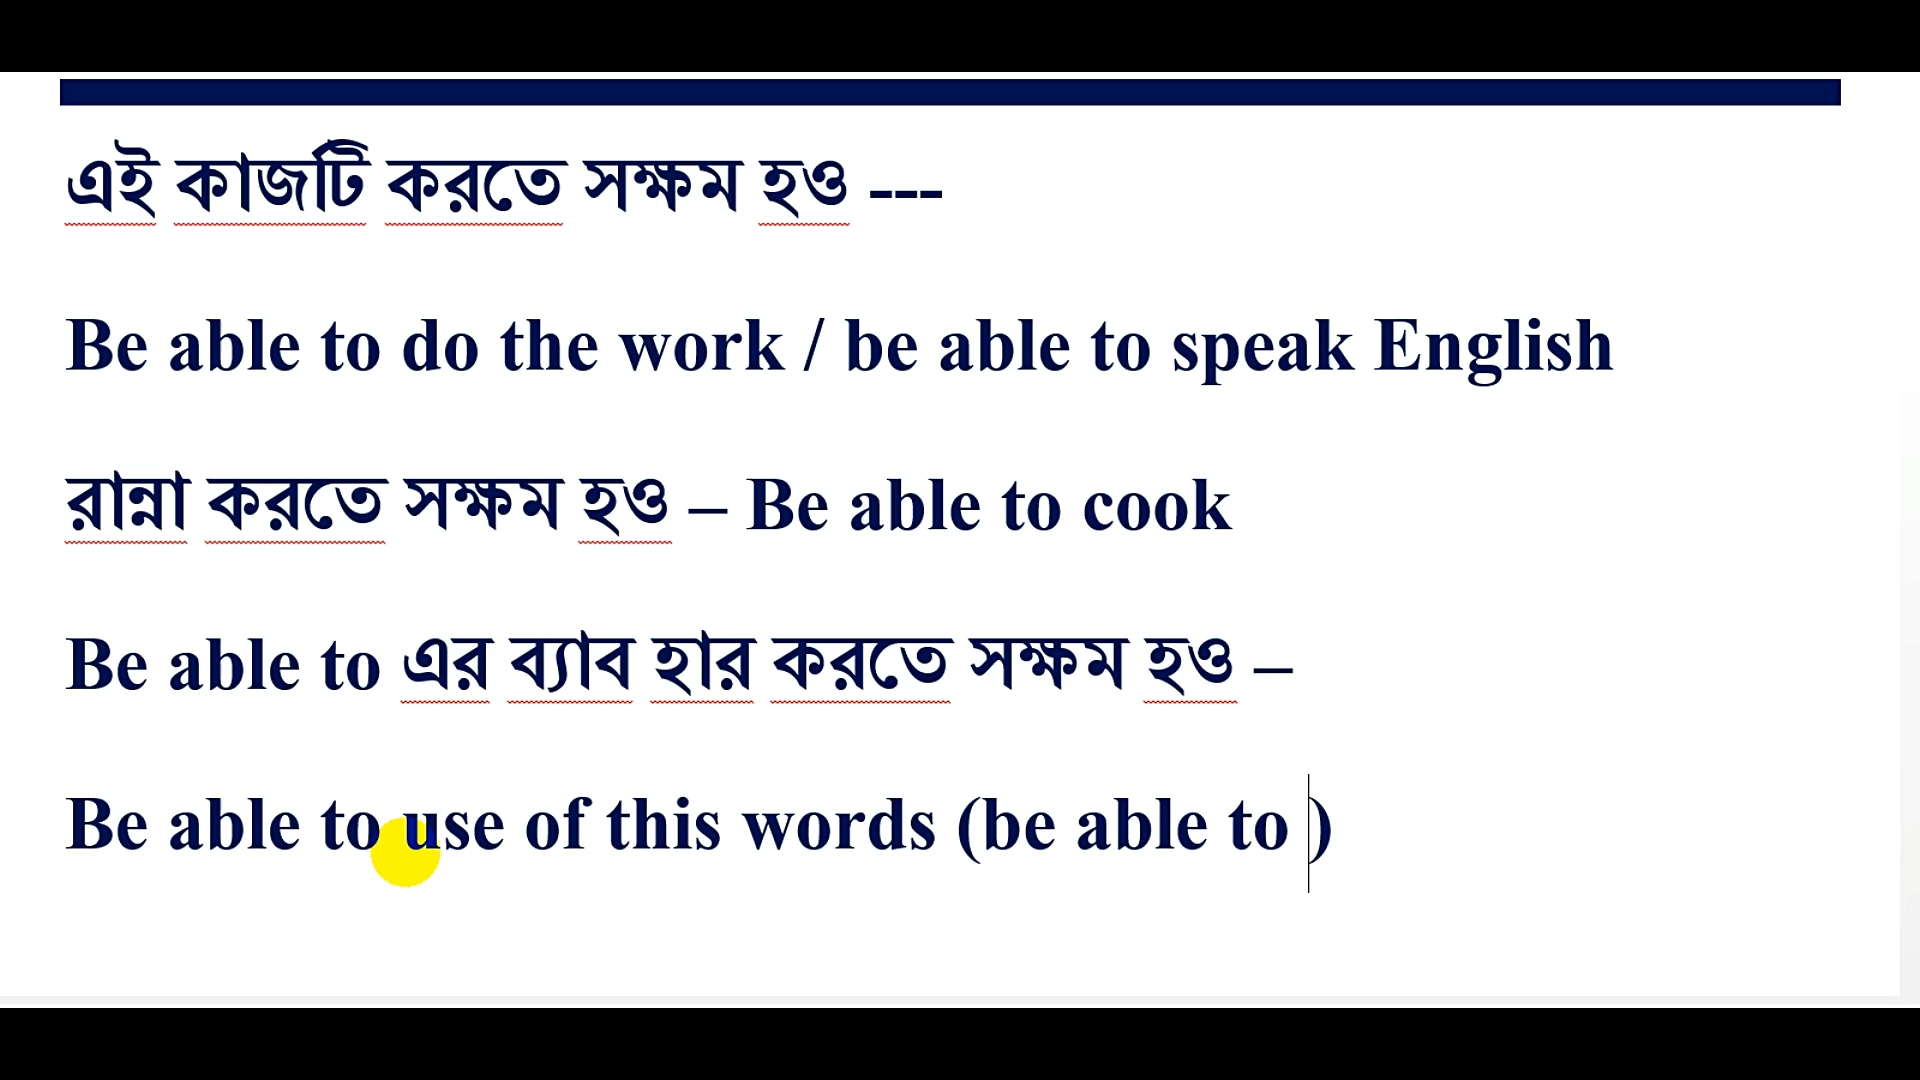 এই কাজটি করতে সক্ষম হও ---
Be able to do the work / be able to speak English
রান্না করতে সক্ষম হও – Be able to cook
Be able to এর ব্যাব হার করতে সক্ষম হও –
Be able to use of this words (be able to )